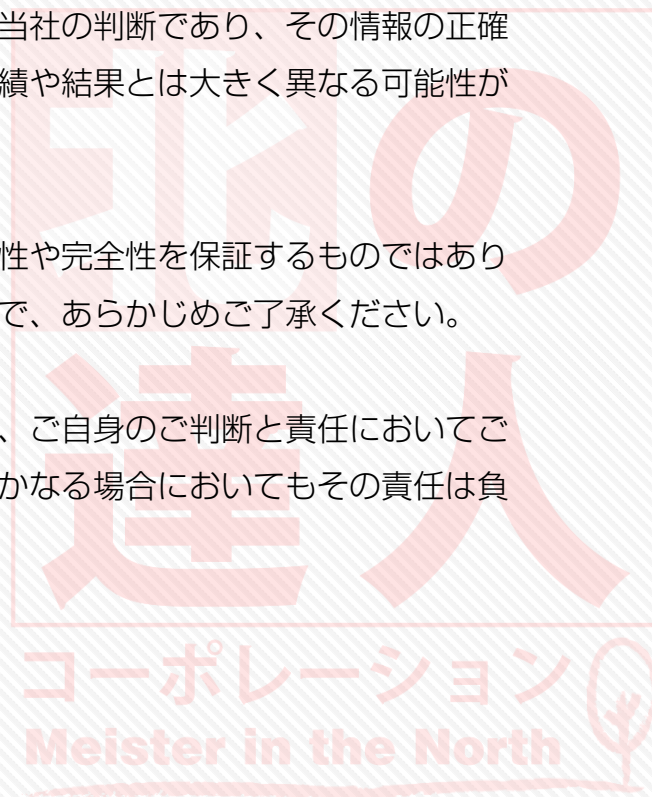 当社の判断であり、その情報の正確
績や結果とは大きく異なる可能性が
性や完全性を保証するものではあり
で、あらかじめご了承ください。
、ご自身のご判断と責任においてご
かなる場合においてもその責任は負
北の
達人
コーポレーション
Meister in the North